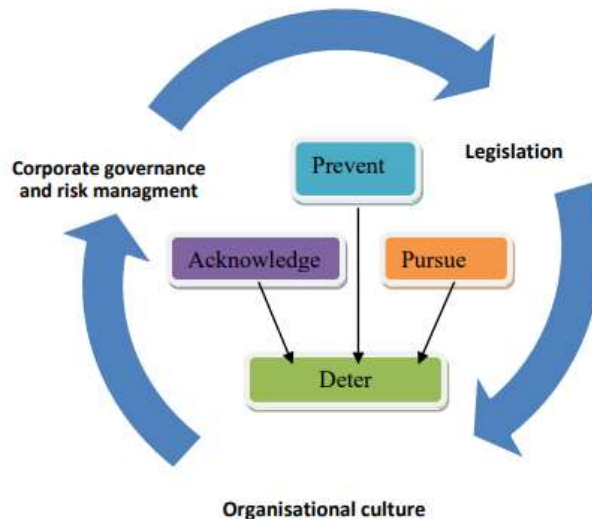 Prevent
Legislation
Corporate governance
and risk managment
Acknowledge
Pursue
Deter
Organisational culture